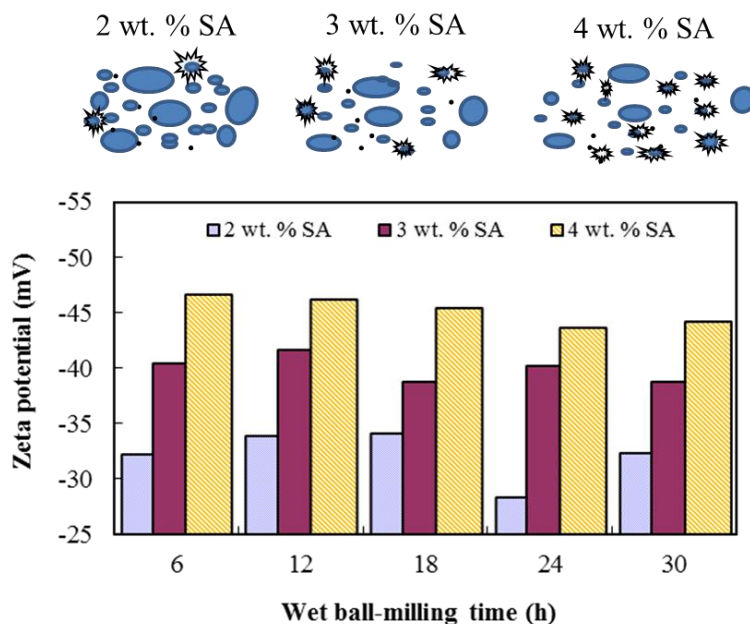 2 wt. % SA 3 wt. % SA 4 wt. % SA
-55
2 wt. % SA 3 wt. % SA 4 wt. % SA
-50
-45
-40
-35
-30
-25
Zeta potential (mV)
6 12 18 24 30
Wet ball-milling time (h)